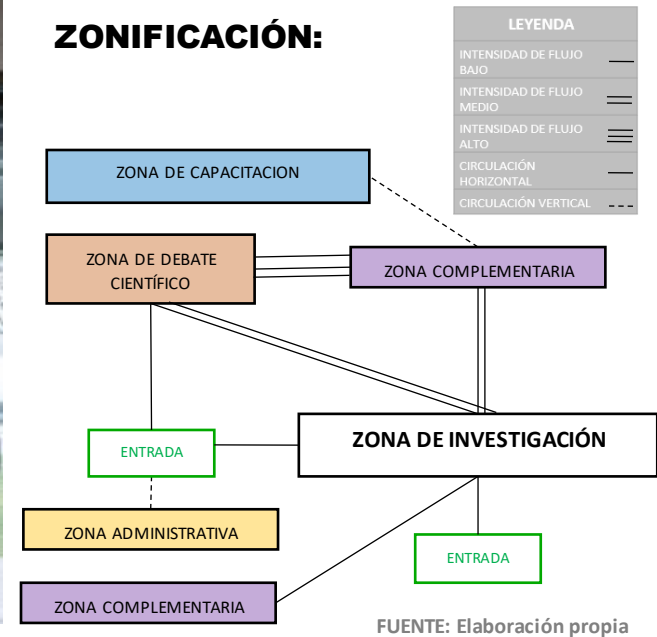 ZONIFICACIÓN:
LEYENDA
INTENSIDAD DE FLUJO
BAJO
INTENSIDAD DE FLUJO
MEDIO
INTENSIDAD DE FLUJO
ALTO
CIRCULACIÓN
HORIZONTAL
CIRCULACIÓN VERTICAL
ZONA DE CAPACITACION
ZONA DE DEBATE
CIENTÍFICO
ZONA COMPLEMENTARIA
ENTRADA
ZONA DE INVESTIGACIÓN
ZONA ADMINISTRATIVA
ENTRADA
ZONA COMPLEMENTARIA
FUENTE: Elaboración propia